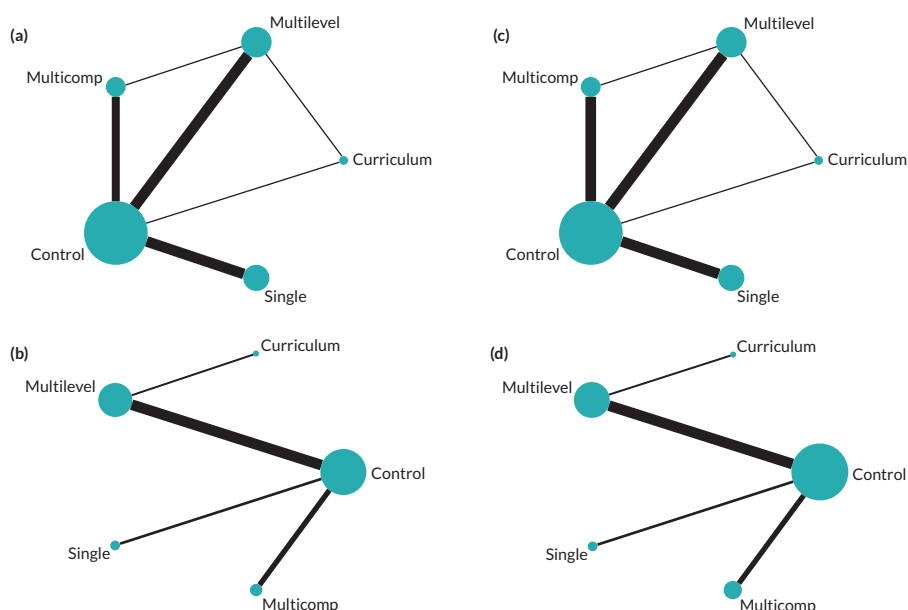 (a)
Multilevel
Multicomp
Curriculum
Control
Single
(c)
Multilevel
Multicomp
Curriculum
Control
Single
(b)
Curriculum
Multilevel
Control
Single
Multicomp
(d)
Curriculum
Multilevel
Control
Single
Multicomp